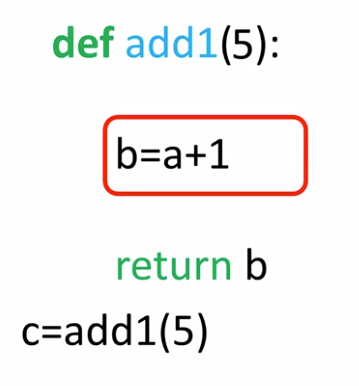 def add1(5):
b=a+1
return b
c=add1(5)